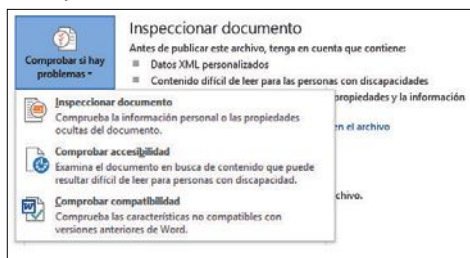 Inspeccionar documento
Antes de publicar este archivo, tenga en cuenta que contiene:
Datos XML personalizados
Contenido difícil de leer para las personas con discapacidades
Comprobar si hay
problemas
propiedades y la información
Inspeccionar documento
Comprueba la información personal o las propiedades
ocultas del documento.
en el archivo
Comprobar accesibilidad
Examina el documento en busca de contenido que puede
resultar difícil de leer para personas con discapacidad.
chivo.
Comprobar compatibilidad
Comprueba las características no compatibles con
versiones anteriores de Word.